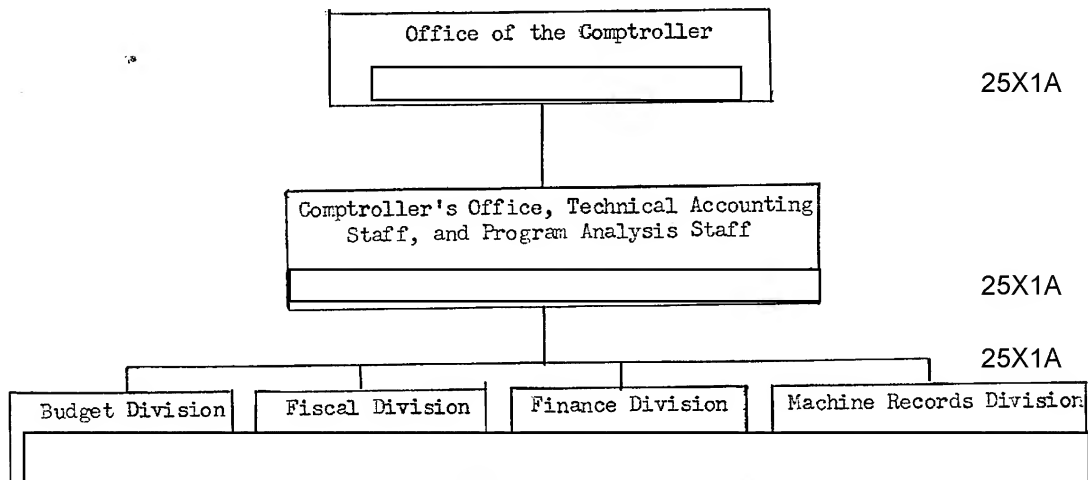 Office of the Comptroller
25X1A
Comptroller's Office, Technical Accounting
Staff, and Program Analysis Staff
25X1A
25X1A
Budget Division
Fiscal Division
Finance Division
Machine Records Division